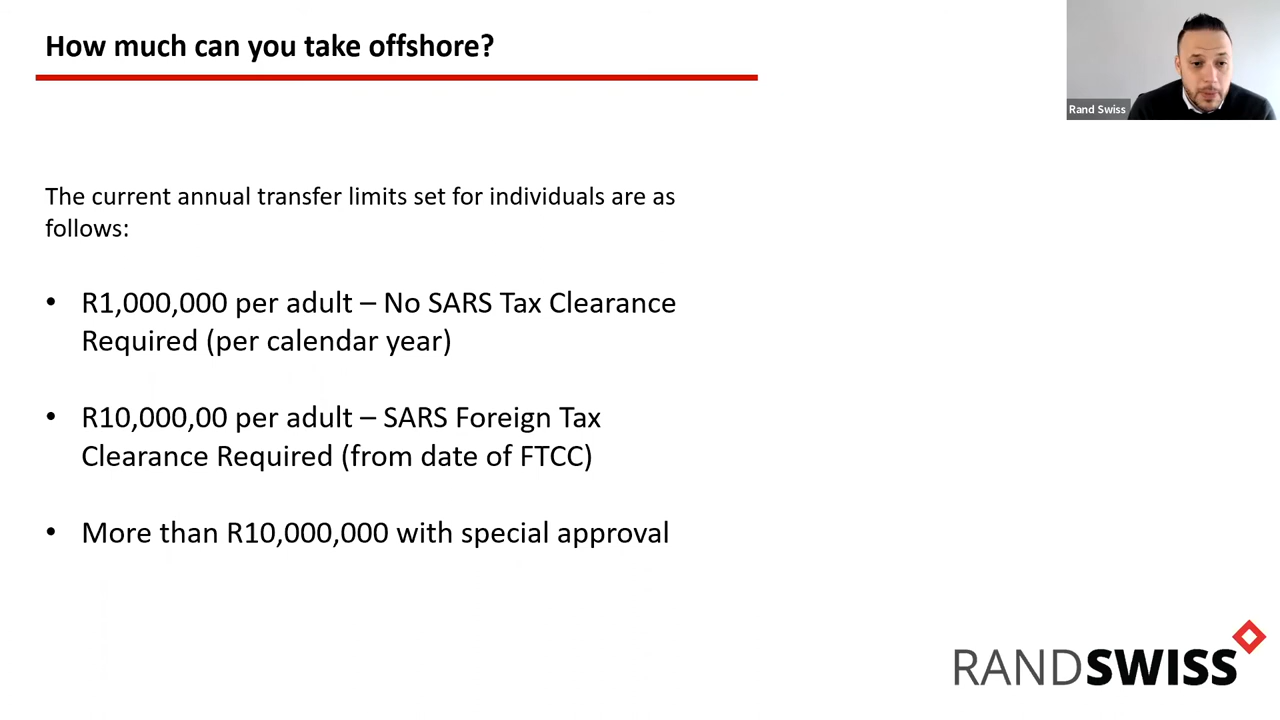 How much can you take offshore?
Rand Swiss
The current annual transfer limits set for individuals are as
follows:
• R1,000,000 per adult – No SARS Tax Clearance
Required (per calendar year)
• R10,000,00 per adult – SARS Foreign Tax
Clearance Required (from date of FTCC)
• More than R10,000,000 with special approval
RANDSWISS